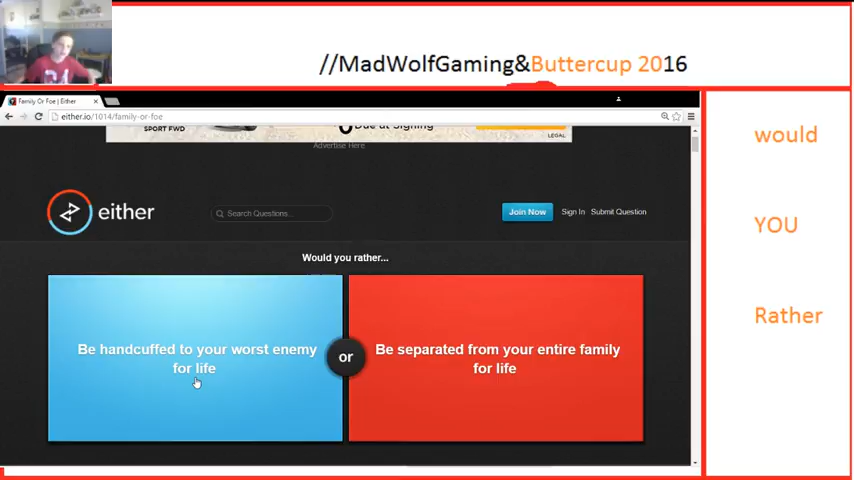 //MadWolfGaming&Buttercup 2016
Family Or Foe | Either
either.io/1014/family-or-foe
SPORT FWD
Due at Signing
LEGAL
Advertise Here
either
Search Questions...
Join Now
Sign In
Submit Question
Would you rather...
Be handcuffed to your worst enemy
for life
or
Be separated from your entire family
for life
would
YOU
Rather